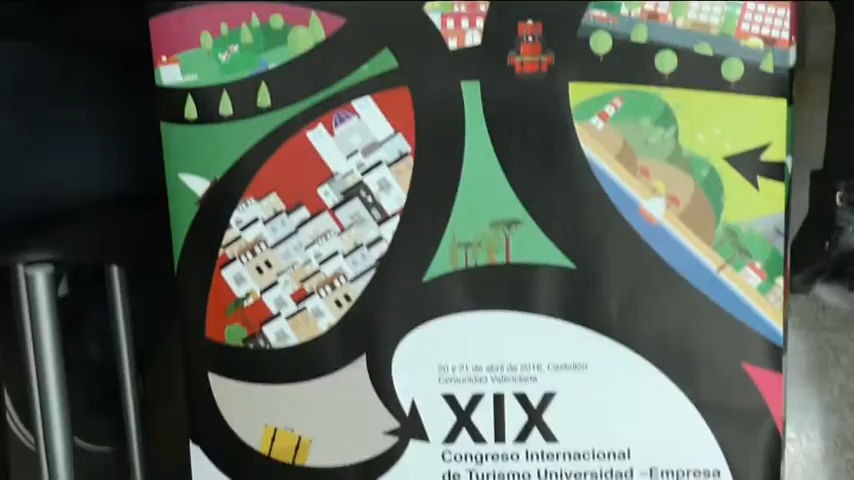 20 y 21 de abril de 2016, Castellón
Comunidad Valenciana
XIX
Congreso Internacional
de Turismo Universidad –Empresa